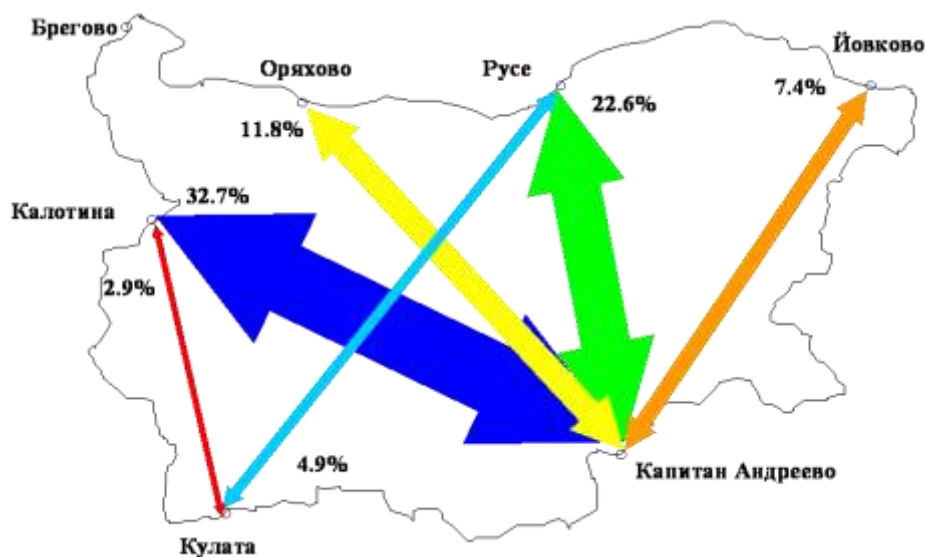 Брегово
Оряхово
Русе
Йовково
11.8%
22.6%
7.4%
32.7%
Калотина
2.9%
4.9%
Капитан Андреево
Кулата